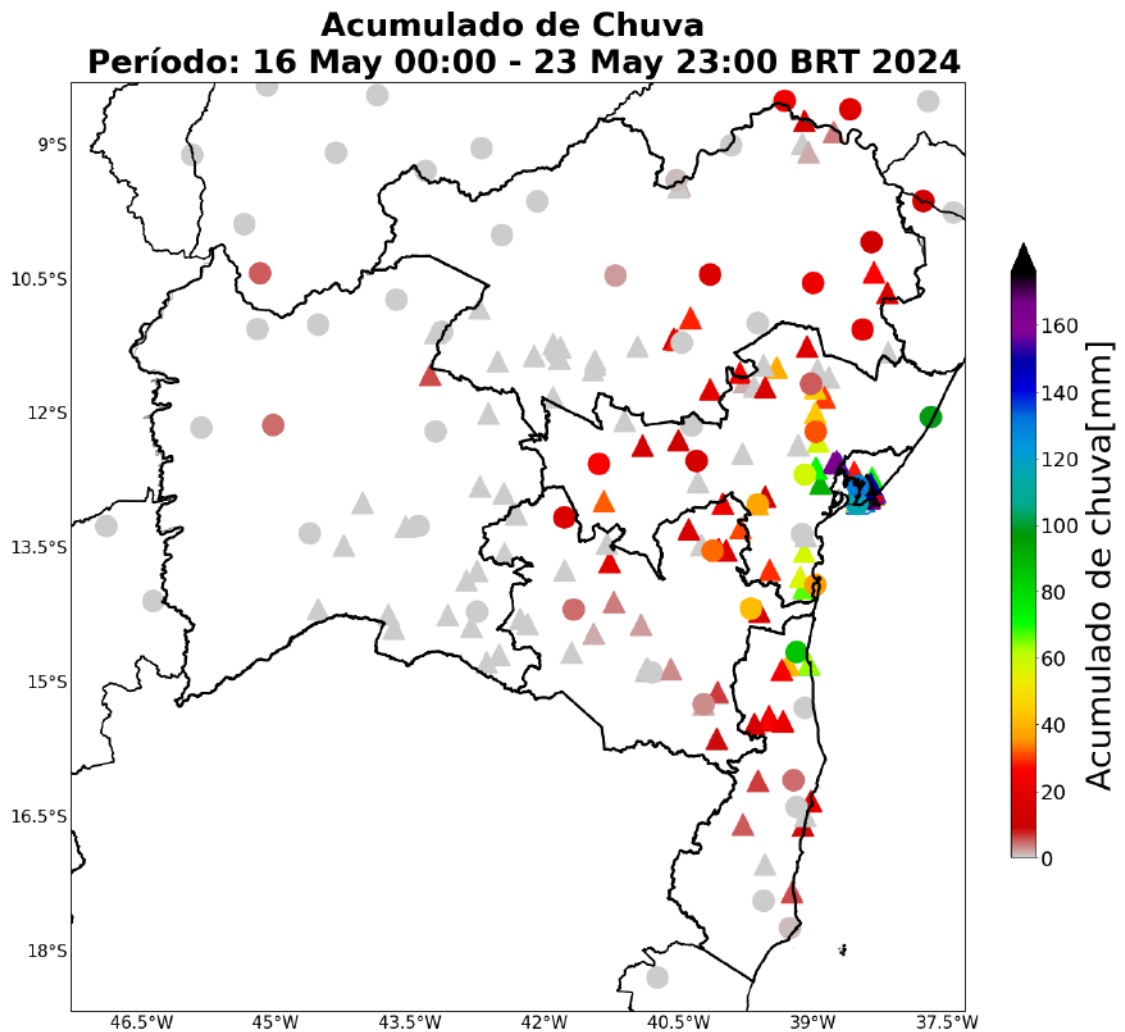 Acumulado de Chuva
Período: 16 May 00:00 - 23 May 23:00 BRT 2024
9°S
10.5°S
12°S
13.5°S
15°S
16.5°S
18°S
46.5°W
45°W
43.5°W
42°W
40.5°W
39°W
37.5°W
160
140
120
100
80
60
40
20
0
Acumulado de chuva[mm]